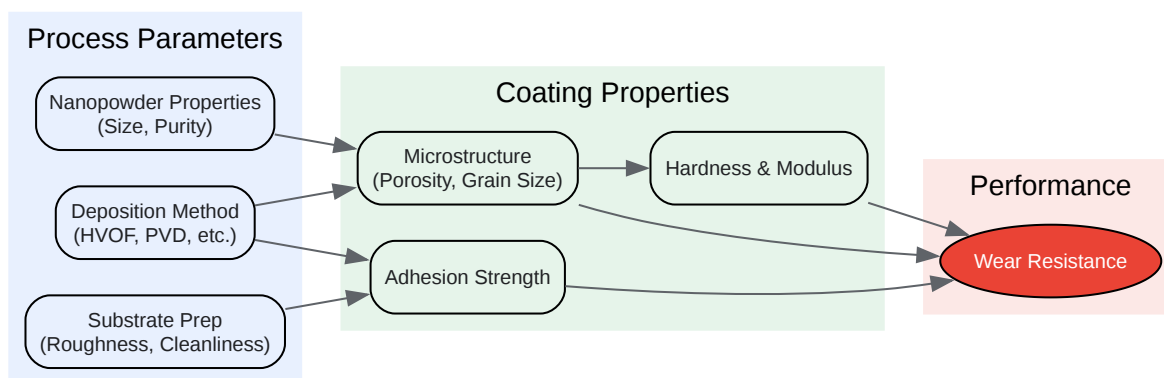 Process Parameters
Nanopowder Properties
(Size, Purity)
Deposition Method
(HVOF, PVD, etc.)
Substrate Prep
(Roughness, Cleanliness)
Coating Properties
Microstructure
(Porosity, Grain Size)
Hardness & Modulus
Adhesion Strength
Performance
Wear Resistance